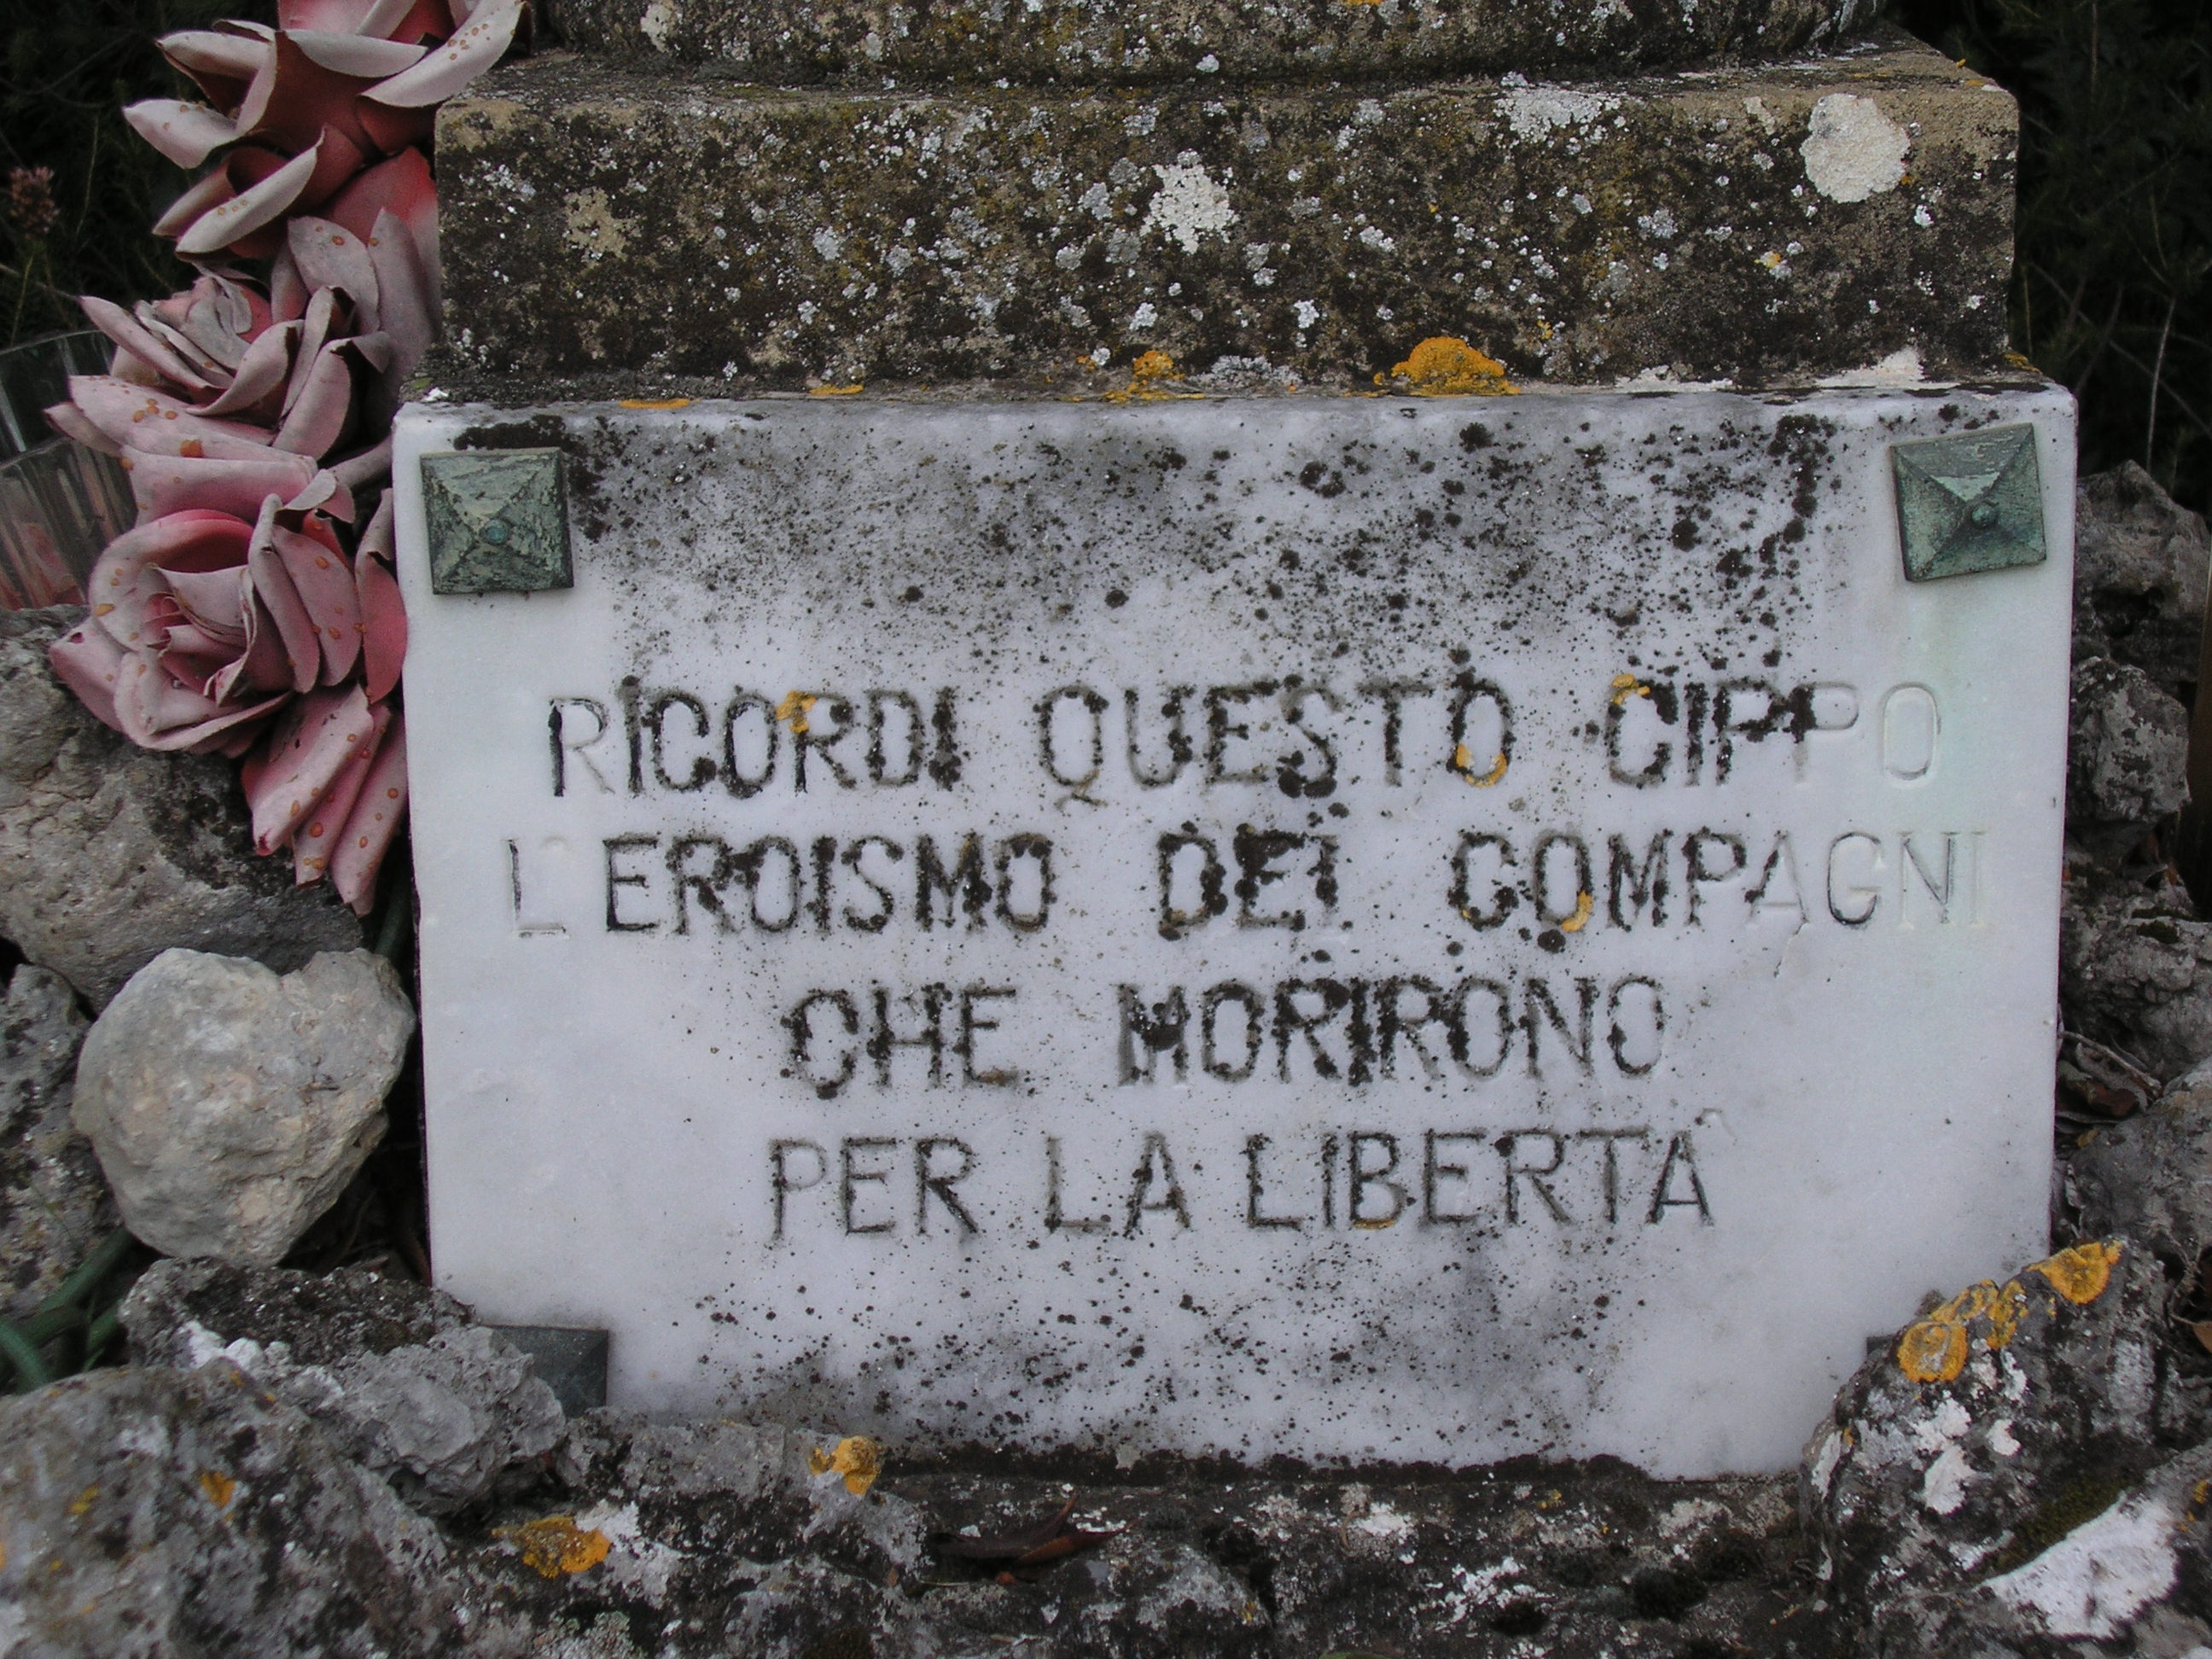 RICORDI QUESTO CIPPO
L'EROISMO DEI COMPAGNI
CHE MORIRONO
PER LA LIBERTÀ